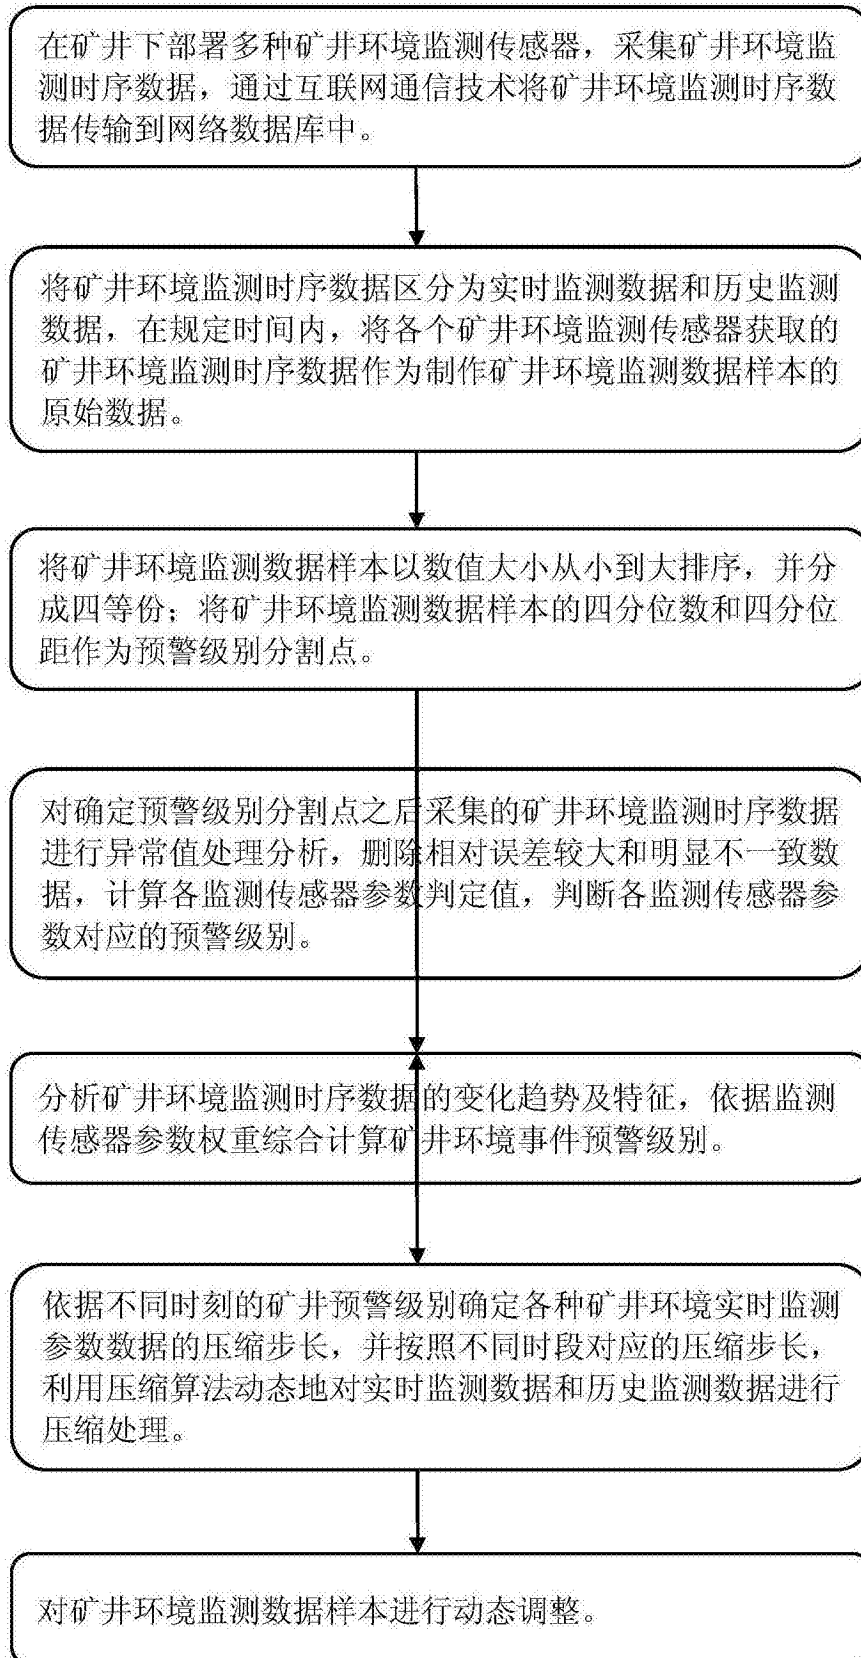 在矿井下部署多种矿井环境监测传感器，采集矿井环境监
测时序数据，通过互联网通信技术将矿井环境监测时序数
据传输到网络数据库中。
将矿井环境监测时序数据区分为实时监测数据和历史监测
数据，在规定时间内，将各个矿井环境监测传感器获取的
矿井环境监测时序数据作为制作矿井环境监测数据样本的
原始数据。
将矿井环境监测数据样本以数值大小从小到大排序，并分
成四等份；将矿井环境监测数据样本的四分位数和四分位
距作为预警级别分割点。
对确定预警级别分割点之后采集的矿井环境监测时序数据
进行异常值处理分析，删除相对误差较大和明显不一致数
据，计算各监测传感器参数判定值，判断各监测传感器参
数对应的预警级别。
分析矿井环境监测时序数据的变化趋势及特征，依据监测
传感器参数权重综合计算矿井环境事件预警级别。
依据不同时刻的矿井预警级别确定各种矿井环境实时监测
参数数据的压缩步长，并按照不同时段对应的压缩步长，
利用压缩算法动态地对实时监测数据和历史监测数据进行
压缩处理。
对矿井环境监测数据样本进行动态调整。